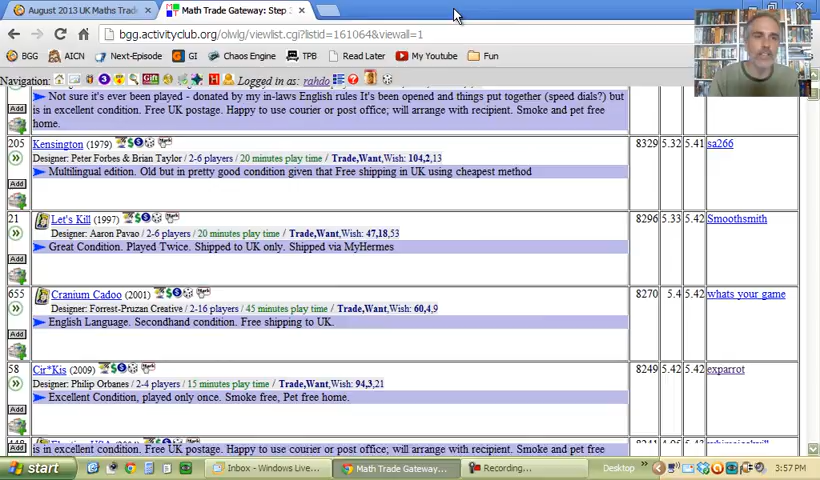 August 2013 UK Maths Trade
Math Trade Gateway: Step
bgg.activityclub.org/olwlg/viewlist.cgi?listid=161064&viewall=1
BGG AICN Next-Episode GI Chaos Engine TPB Read Later My Youtube Fun
Navigation: Logged in as: rahdo
Not sure it's ever been played - donated by my in-laws English rules It's been opened and things put together (speed dials?) but
Add is in excellent condition. Free UK postage. Happy to use courier or post office; will arrange with recipient. Smoke and pet free
home.
205 Kensington (1979) 8329 5.32 5.41 sa266
Designer: Peter Forbes & Brian Taylor / 2-6 players / 20 minutes play time / Trade,Want,Wish: 104,2,13
Multilingual edition. Old but in pretty good condition given that Free shipping in UK using cheapest method
Add
21 Let's Kill (1997) 8296 5.33 5.42 Smoothsmith
Designer: Aaron Pavao / 2-6 players / 20 minutes play time / Trade,Want,Wish: 47,18,53
Great Condition. Played Twice. Shipped to UK only. Shipped via MyHermes
Add
655 Cranium Cadoo (2001) 8270 5.4 5.42 whats your game
Designer: Forrest-Pruzan Creative / 2-16 players / 45 minutes play time / Trade,Want,Wish: 60,4,9
English Language. Secondhand condition. Free shipping to UK.
Add
58 Cir*Kis (2009) 8249 5.42 5.42 exparrot
Designer: Philip Orbanes / 2-4 players / 15 minutes play time / Trade,Want,Wish: 94,3,21
Excellent Condition, played only once. Smoke free, Pet free home.
Add
Add is in excellent condition. Free UK postage. Happy to use courier or post office; will arrange with recipient. Smoke and pet free
start Inbox - Windows Live... Math Trade Gateway... Recording... Desktop 3:57 PM